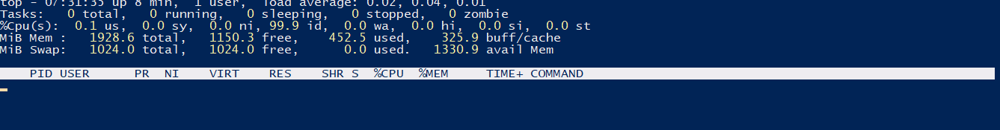 top - 07:31:35 up 8 min,  1 user,  load average: 0.02, 0.04, 0.01
Tasks:   0 total,   0 running,   0 sleeping,   0 stopped,   0 zombie
%Cpu(s):  0.1 us,  0.0 sy,  0.0 ni, 99.9 id,  0.0 wa,  0.0 hi,  0.0 si,  0.0 st
MiB Mem :   1928.6 total,   1150.3 free,    452.5 used,    325.9 buff/cache
MiB Swap:   1024.0 total,   1024.0 free,      0.0 used.   1330.9 avail Mem
PID USER      PR  NI    VIRT    RES    SHR S  %CPU  %MEM     TIME+ COMMAND